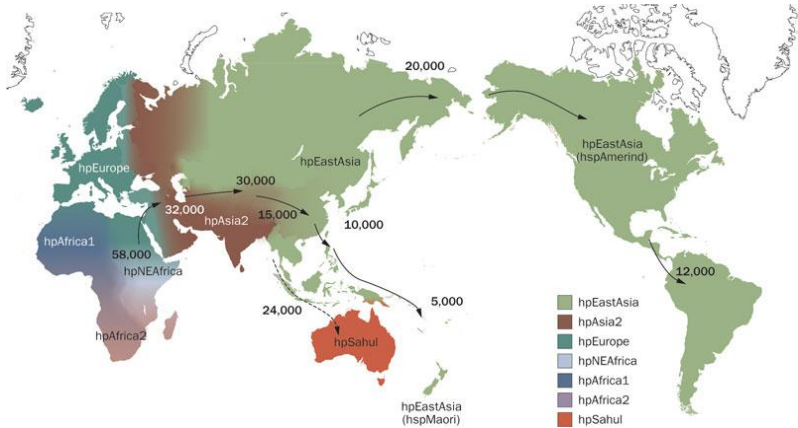 20,000
hpEastAsia
(hspAmerind)
hpEurope
hpEastAsia
30,000
32,000
hpAsia2
15,000
10,000
hpAfrica1
58,000
hpNEAfrica
12,000
24,000
5,000
hpAfrica2
hpSahul
hpEastAsia
(hspMaori)
hpEastAsia
hpAsia2
hpEurope
hpNEAfrica
hpAfrica1
hpAfrica2
hpSahul